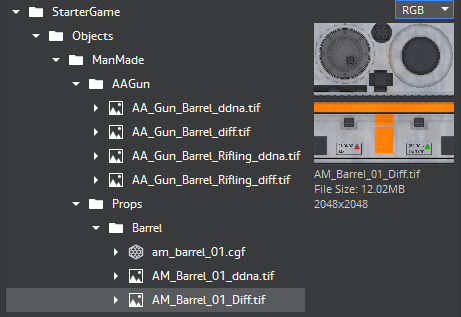 StarterGame
Objects
ManMade
AAGun
AA_Gun_Barrel_ddna.tif
AA_Gun_Barrel_diff.tif
AA_Gun_Barrel_Rifling_ddna.tif
AA_Gun_Barrel_Rifling_diff.tif
Props
Barrel
am_barrel_01.cgf
AM_Barrel_01_ddna.tif
AM_Barrel_01_Diff.tif
RGB
AM_Barrel_01_Diff.tif
File Size: 12.02MB
2048x2048